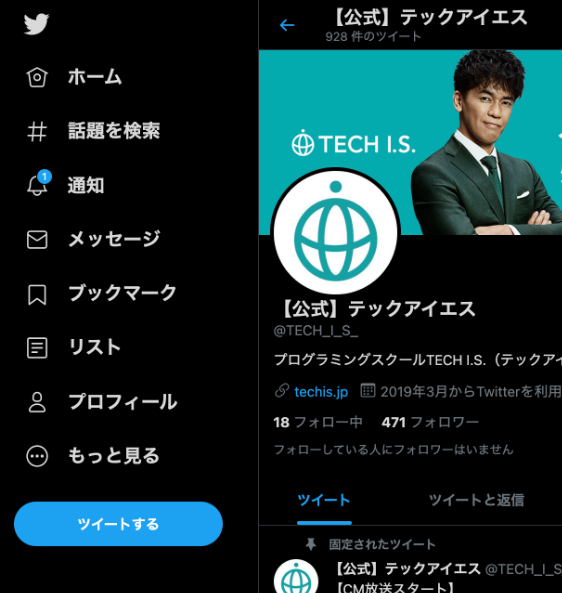 ホーム
話題を検索
1
通知
メッセージ
ブックマーク
リスト
プロフィール
もっと見る
ツイートする
【公式】テックアイエス
928 件のツイート
TECH I.S.
【公式】テックアイエス
@TECH_I_S_
プログラミングスクールTECH I.S.（テックアイ
techis.jp 2019年3月からTwitterを利用
18 フォロー中 471 フォロワー
フォローしている人にフォロワーはいません
ツイート ツイートと返信
固定されたツイート
【公式】テックアイエス @TECH_I_S
【CM放送スタート】